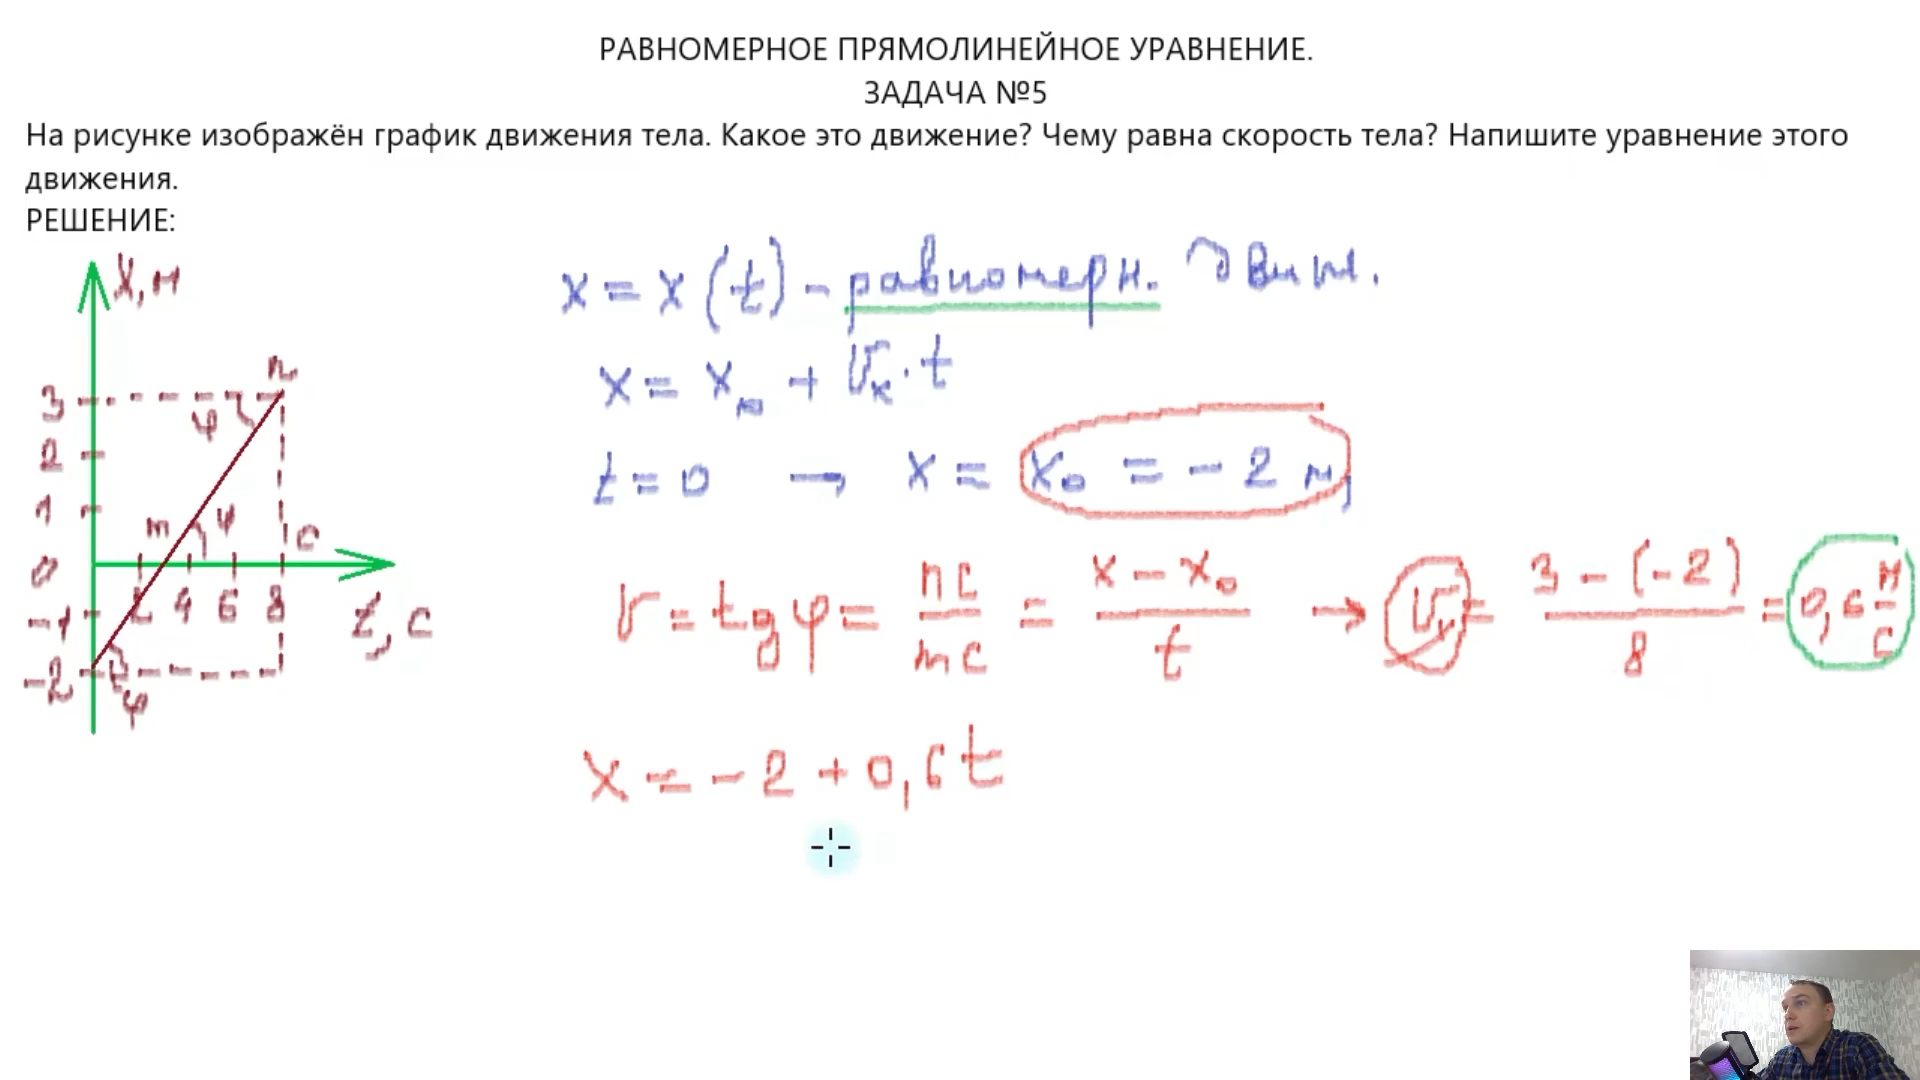 РАВНОМЕРНОЕ ПРЯМОЛИНЕЙНОЕ УРАВНЕНИЕ.
ЗАДАЧА №5
На рисунке изображён график движения тела. Какое это движение? Чему равна скорость тела? Напишите уравнение этого
движения.
РЕШЕНИЕ:
X, м
n
3
φ
2
1
m φ c
0
2 4 6 8
t, c
-1
-2
φ
x = x (t) - равномерн. движ.
x = x₀ + Vₓ · t
t = 0 → x = x₀ = - 2 м,
V = tg φ = nc/mc = x - x₀/t → Vₓ = 3 - (-2)/8 = 0,6 м/с
x = - 2 + 0,6 t